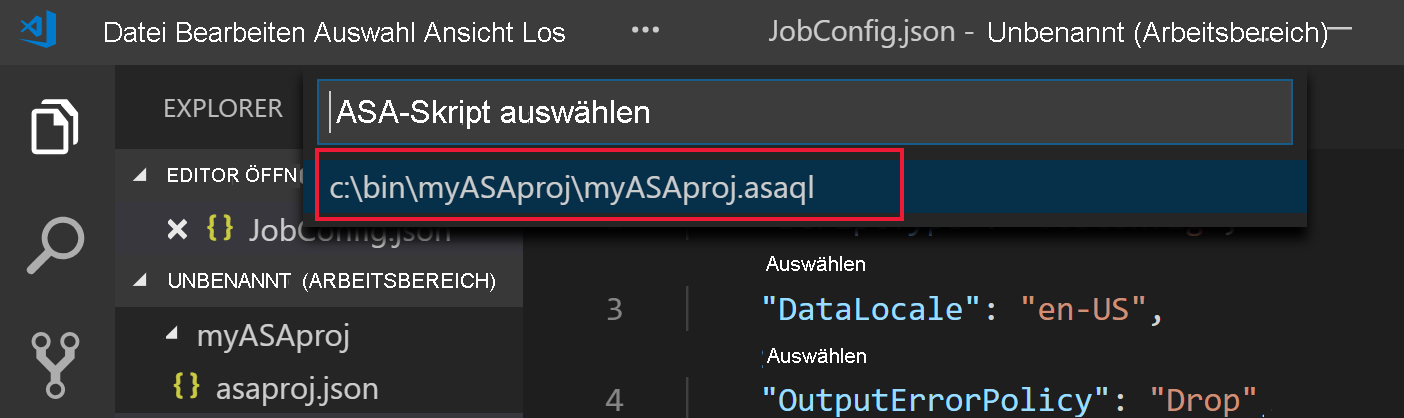 Datei Bearbeiten Auswahl Ansicht Los ··· JobConfig.json - Unbenannt (Arbeitsbereich)
EXPLORER
ASA-Skript auswählen
c:\bin\myASAproj\myASAproj.asaql
EDITOR ÖFFN
{} JobConfig.json
UNBENANNT (ARBEITSBEREICH)
myASAproj
{} asaproj.json
Auswählen
3 "DataLocale": "en-US",
Auswählen
4 "OutputErrorPolicy": "Drop",